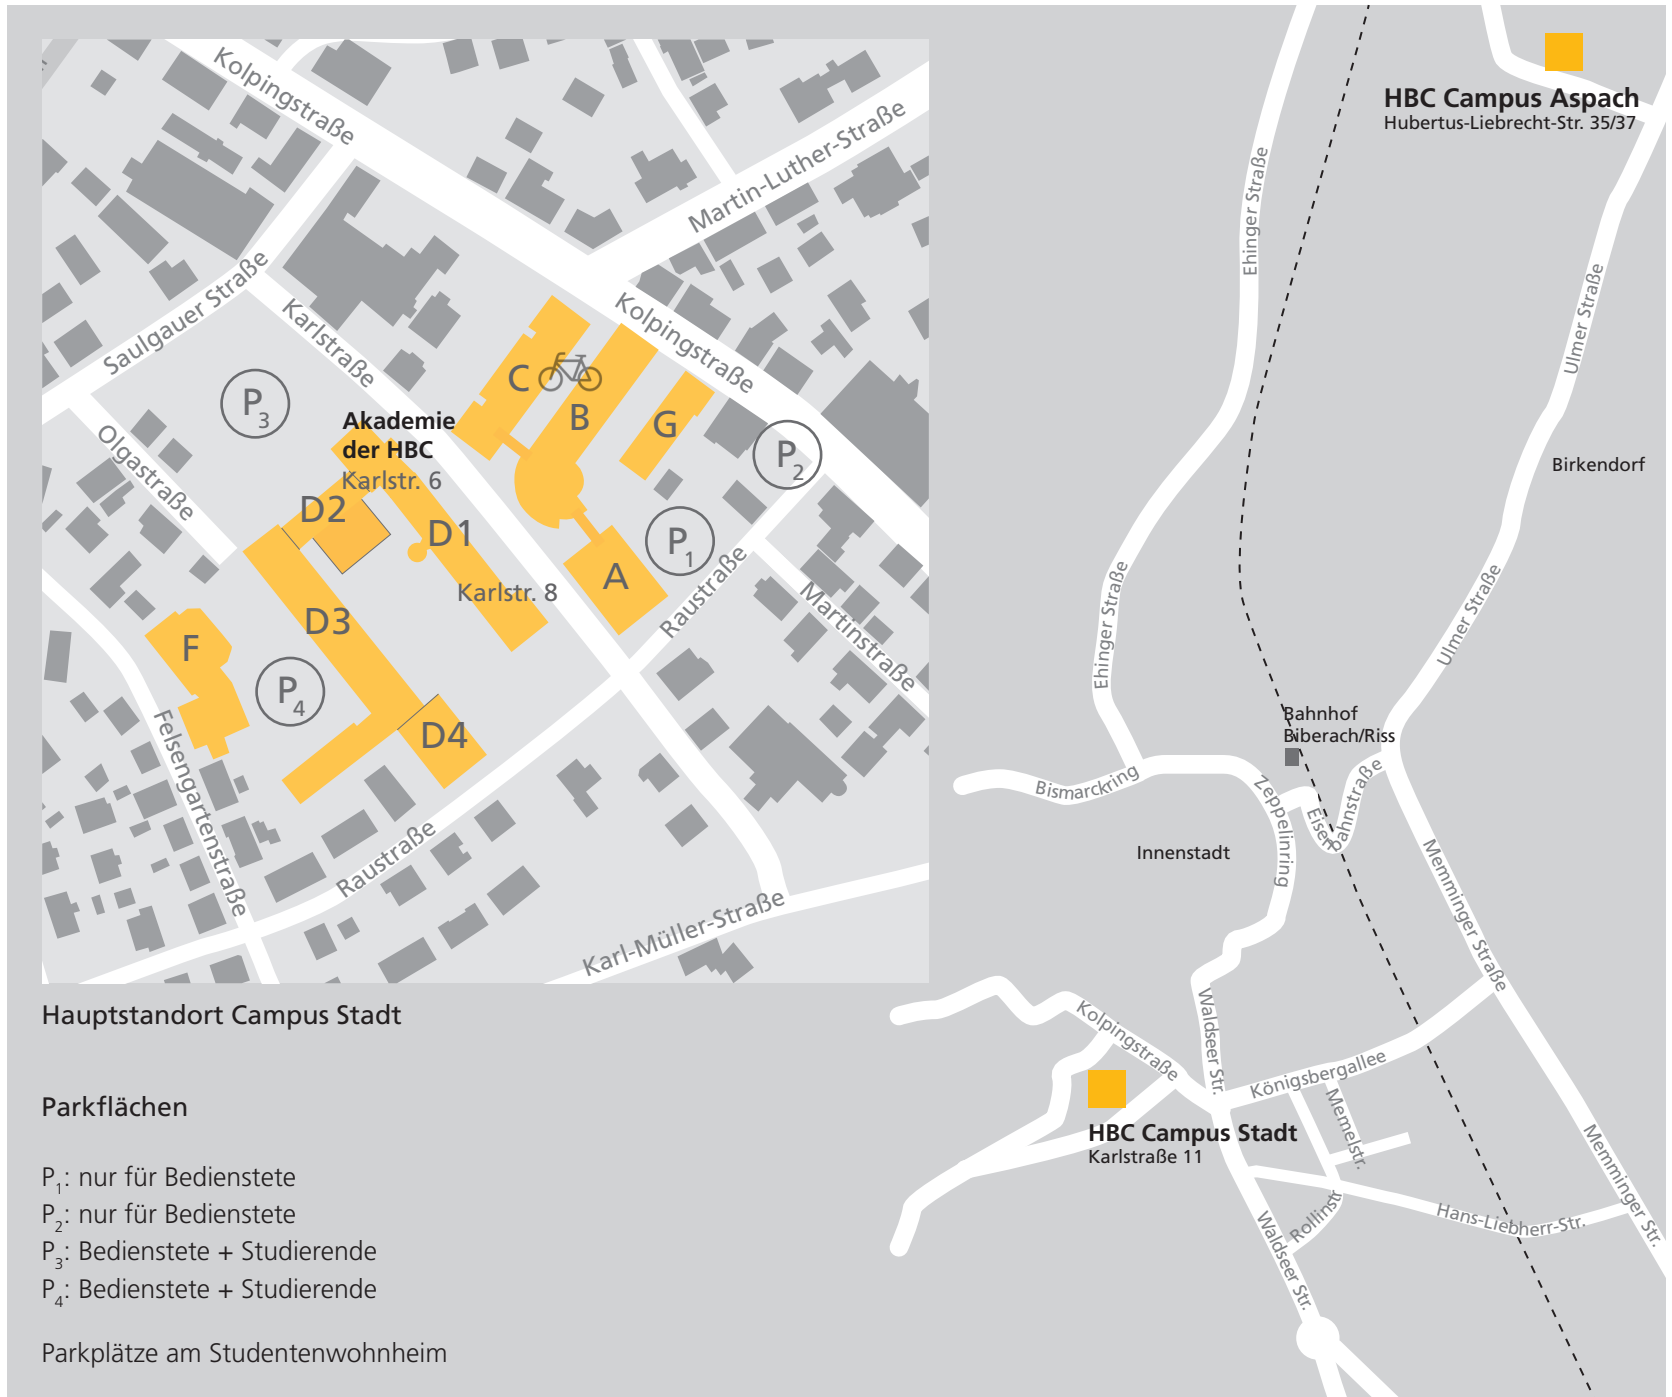 Kolpingstraße
Martin-Luther-Straße
Saulgauer Straße
Karlstraße
Kolpingstraße
C
B
G
P3
P2
Akademie
der HBC
Karlstr. 6
Olgastraße
D2
D1
P1
A
Karlstr. 8
Raustraße
Martinstraße
D3
F
P4
D4
Felsengartenstraße
Raustraße
Karl-Müller-Straße
Hauptstandort Campus Stadt
Parkflächen
P1: nur für Bedienstete
P2: nur für Bedienstete
P3: Bedienstete + Studierende
P4: Bedienstete + Studierende
Parkplätze am Studentenwohnheim
HBC Campus Aspach
Hubertus-Liebrecht-Str. 35/37
Ehinger Straße
Ulmer Straße
Birkendorf
Ehinger Straße
Ulmer Straße
Bahnhof
Biberach/Riss
Bismarckring
Zeppelinring
Eisenbahnstraße
Innenstadt
Memminger Straße
Waldseer Str.
Kolpingstraße
Königsbergallee
Memelstr.
HBC Campus Stadt
Karlstraße 11
Memminger Str.
Rollinstr
Hans-Liebherr-Str.
Waldseer Str.